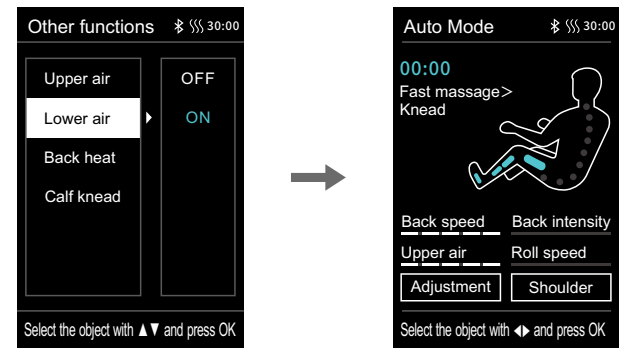 Other functions 30:00
Upper air OFF
Lower air ON
Back heat
Calf knead
Select the object with ▲▼ and press OK
Auto Mode 30:00
00:00
Fast massage>
Knead
Back speed Back intensity
Upper air Roll speed
Adjustment Shoulder
Select the object with ◀▶ and press OK